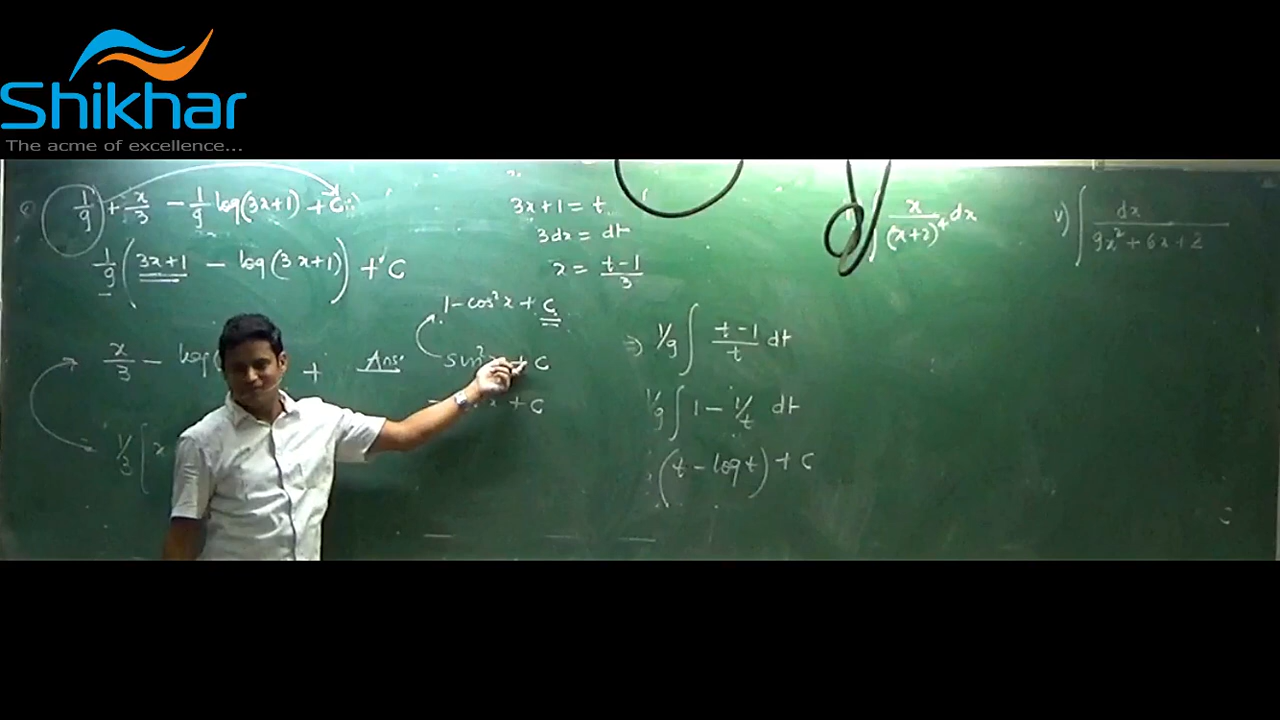 Shikhar
The acme of excellence...
1/9 + x/3 - 1/9 log(3x+1) + C
1/9 (3x+1 - log(3x+1)) + C
x/3 - log
+ Ans.
1/3 ( x
3x+1 = t
3dx = dt
x = t-1/3
1-cos²x + C
sin² + C
x + C
⇒ 1/9 ∫ t-1/t dt
1/9 ∫ 1 - 1/t dt
(t - log t) + C
∫ x/(x+2)⁴ dx
v) ∫ dx/9x²+6x+2